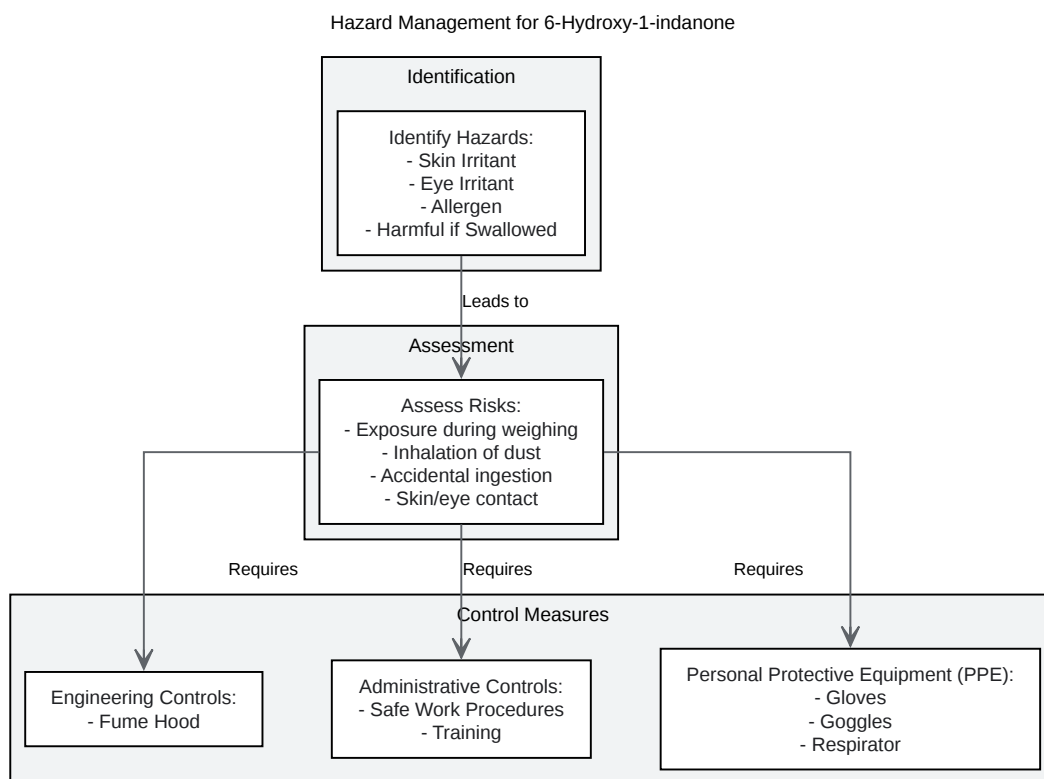 Hazard Management for 6-Hydroxy-1-indanone
Identification
Identify Hazards:
- Skin Irritant
- Eye Irritant
- Allergen
- Harmful if Swallowed
Leads to
Assessment
Assess Risks:
- Exposure during weighing
- Inhalation of dust
- Accidental ingestion
- Skin/eye contact
Requires
Requires
Requires
Control Measures
Engineering Controls:
- Fume Hood
Administrative Controls:
- Safe Work Procedures
- Training
Personal Protective Equipment (PPE):
- Gloves
- Goggles
- Respirator